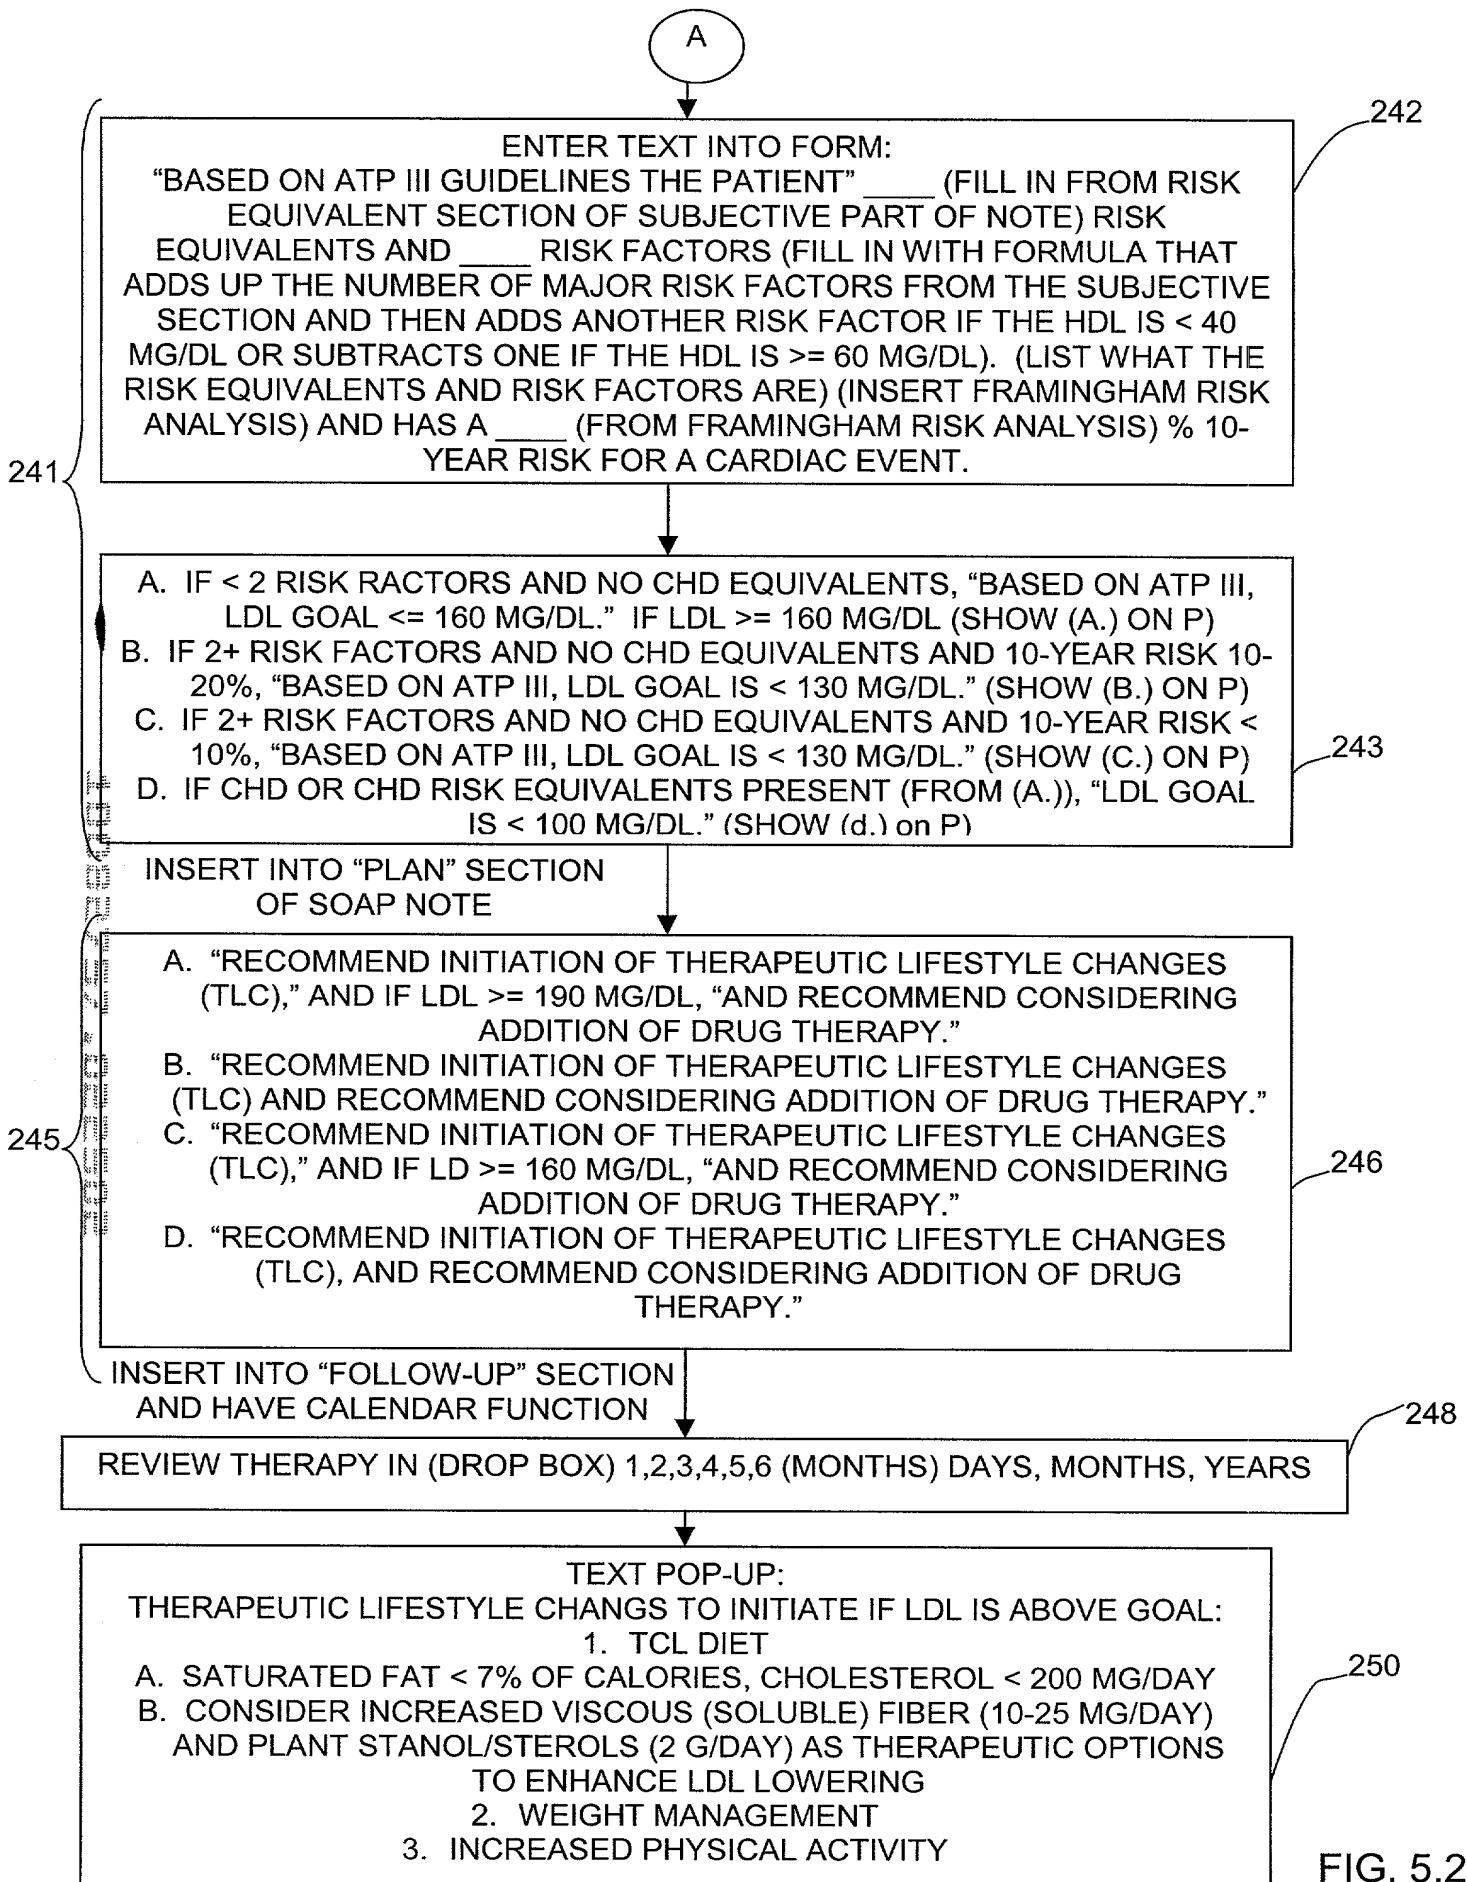 A
242
ENTER TEXT INTO FORM:
“BASED ON ATP III GUIDELINES THE PATIENT” ____ (FILL IN FROM RISK
EQUIVALENT SECTION OF SUBJECTIVE PART OF NOTE) RISK
EQUIVALENTS AND ____ RISK FACTORS (FILL IN WITH FORMULA THAT
ADDS UP THE NUMBER OF MAJOR RISK FACTORS FROM THE SUBJECTIVE
SECTION AND THEN ADDS ANOTHER RISK FACTOR IF THE HDL IS < 40
MG/DL OR SUBTRACTS ONE IF THE HDL IS >= 60 MG/DL). (LIST WHAT THE
RISK EQUIVALENTS AND RISK FACTORS ARE) (INSERT FRAMINGHAM RISK
ANALYSIS) AND HAS A ____ (FROM FRAMINGHAM RISK ANALYSIS) % 10-
YEAR RISK FOR A CARDIAC EVENT.
241
A. IF < 2 RISK RACTORS AND NO CHD EQUIVALENTS, “BASED ON ATP III,
LDL GOAL <= 160 MG/DL.” IF LDL >= 160 MG/DL (SHOW (A.) ON P)
B. IF 2+ RISK FACTORS AND NO CHD EQUIVALENTS AND 10-YEAR RISK 10-
20%, “BASED ON ATP III, LDL GOAL IS < 130 MG/DL.” (SHOW (B.) ON P)
C. IF 2+ RISK FACTORS AND NO CHD EQUIVALENTS AND 10-YEAR RISK <
10%, “BASED ON ATP III, LDL GOAL IS < 130 MG/DL.” (SHOW (C.) ON P)
243
D. IF CHD OR CHD RISK EQUIVALENTS PRESENT (FROM (A.)), “LDL GOAL
IS < 100 MG/DL.” (SHOW (d.) on P)
INSERT INTO “PLAN” SECTION
OF SOAP NOTE
A. “RECOMMEND INITIATION OF THERAPEUTIC LIFESTYLE CHANGES
(TLC),” AND IF LDL >= 190 MG/DL, “AND RECOMMEND CONSIDERING
ADDITION OF DRUG THERAPY.”
B. “RECOMMEND INITIATION OF THERAPEUTIC LIFESTYLE CHANGES
(TLC) AND RECOMMEND CONSIDERING ADDITION OF DRUG THERAPY.”
C. “RECOMMEND INITIATION OF THERAPEUTIC LIFESTYLE CHANGES
245
(TLC),” AND IF LD >= 160 MG/DL, “AND RECOMMEND CONSIDERING
246
ADDITION OF DRUG THERAPY.”
D. “RECOMMEND INITIATION OF THERAPEUTIC LIFESTYLE CHANGES
(TLC), AND RECOMMEND CONSIDERING ADDITION OF DRUG
THERAPY.”
INSERT INTO “FOLLOW-UP” SECTION
AND HAVE CALENDAR FUNCTION
248
REVIEW THERAPY IN (DROP BOX) 1,2,3,4,5,6 (MONTHS) DAYS, MONTHS, YEARS
TEXT POP-UP:
THERAPEUTIC LIFESTYLE CHANGS TO INITIATE IF LDL IS ABOVE GOAL:
1. TCL DIET
250
A. SATURATED FAT < 7% OF CALORIES, CHOLESTEROL < 200 MG/DAY
B. CONSIDER INCREASED VISCOUS (SOLUBLE) FIBER (10-25 MG/DAY)
AND PLANT STANOL/STEROLS (2 G/DAY) AS THERAPEUTIC OPTIONS
TO ENHANCE LDL LOWERING
2. WEIGHT MANAGEMENT
3. INCREASED PHYSICAL ACTIVITY
FIG. 5.2